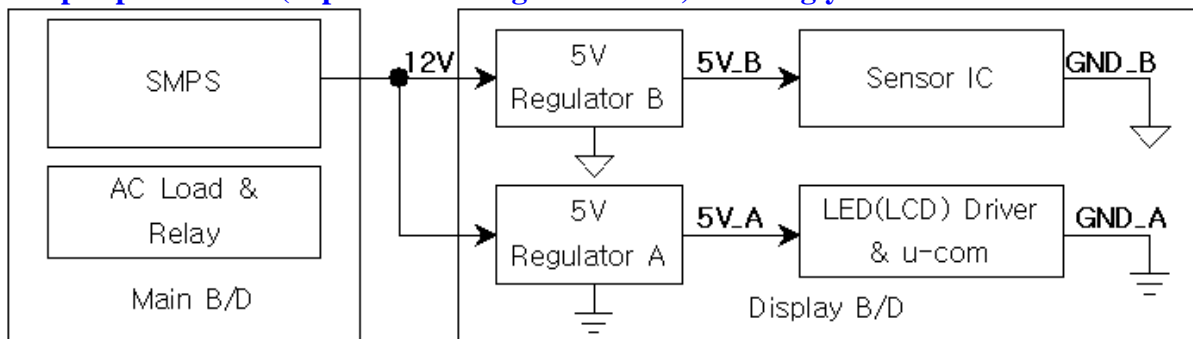 SMPS
AC Load &
Relay
Main B/D
12V
5V
Regulator B
5V_B
Sensor IC
GND_B
5V
Regulator A
5V_A
LED(LCD) Driver
& u-com
GND_A
Display B/D